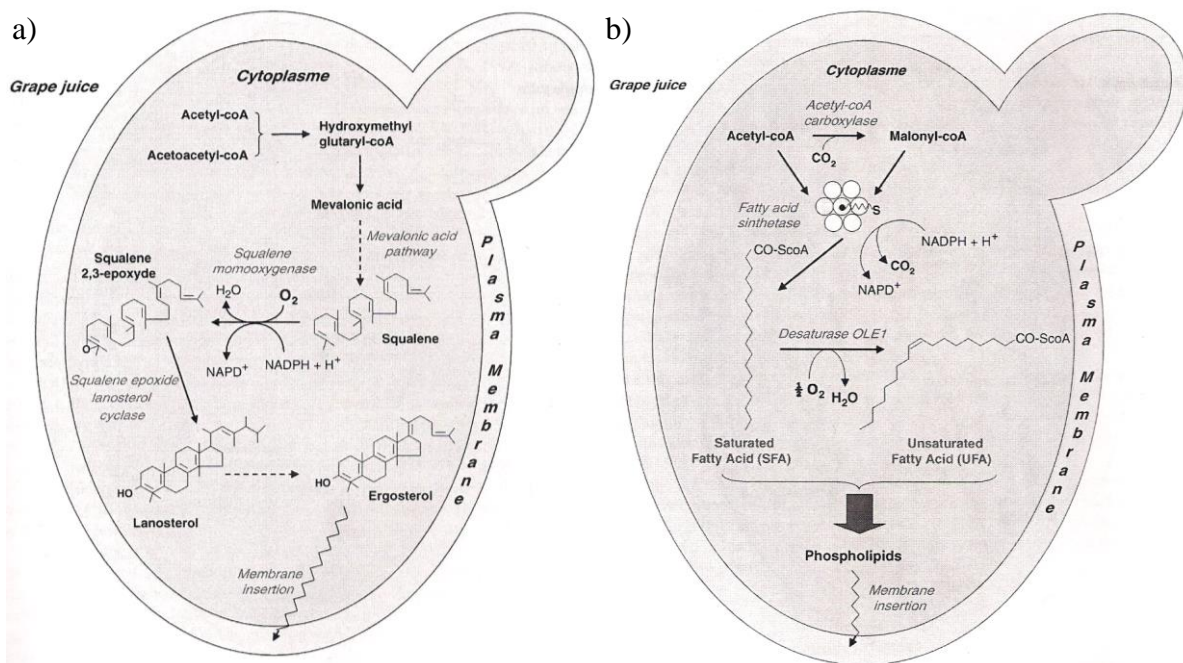 a)
Grape juice
Cytoplasme
Acetyl-coA
Acetoacetyl-coA
Hydroxymethyl
glutaryl-coA
Mevalonic acid
Mevalonic acid
pathway
Squalene
2,3-epoxyde
Squalene
momooxygenase
H2O
O2
O
Squalene
NAPD+
NADPH + H+
Squalene epoxide
lanosterol
cyclase
HO
Lanosterol
HO
Ergosterol
Membrane
insertion
Plasma Membrane
b)
Grape juice
Cytoplasme
Acetyl-coA
carboxylase
Acetyl-coA
Malonyl-coA
CO2
Fatty acid
sinthetase
S
CO-ScoA
NADPH + H+
CO2
NAPD+
Desaturase OLE1
CO-ScoA
½ O2
H2O
Saturated
Fatty Acid (SFA)
Unsaturated
Fatty Acid (UFA)
Phospholipids
Membrane
insertion
Plasma Membrane